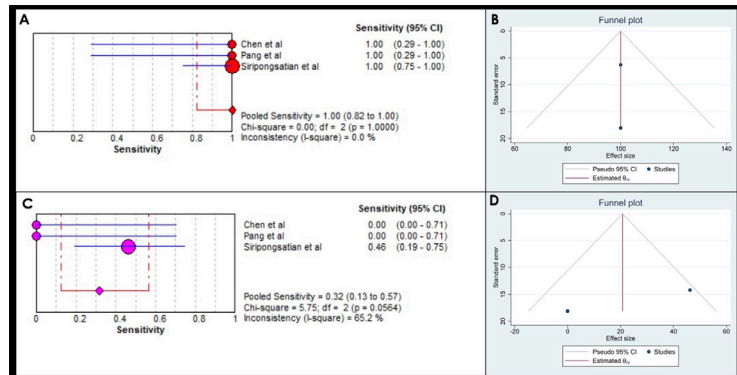 A
Sensitivity (95% CI)
Chen et al 1.00 (0.29 - 1.00)
Pang et al 1.00 (0.29 - 1.00)
Siripongsatian et al 1.00 (0.75 - 1.00)
Pooled Sensitivity = 1.00 (0.82 to 1.00)
Chi-square = 0.00; df = 2 (p = 1.0000)
Inconsistency (I-square) = 0.0 %
0 0.2 0.4 0.6 0.8 1
Sensitivity
B
Funnel plot
Standard error
0
5
10
15
20
60 80 100 120 140
Effect size
Pseudo 95% CI Studies
Estimated θIV
C
Sensitivity (95% CI)
Chen et al 0.00 (0.00 - 0.71)
Pang et al 0.00 (0.00 - 0.71)
Siripongsatian et al 0.46 (0.19 - 0.75)
Pooled Sensitivity = 0.32 (0.13 to 0.57)
Chi-square = 5.75; df = 2 (p = 0.0564)
Inconsistency (I-square) = 65.2 %
0 0.2 0.4 0.6 0.8 1
Sensitivity
D
Funnel plot
Standard error
0
5
10
15
20
-20 0 20 40 60
Effect size
Pseudo 95% CI Studies
Estimated θIV